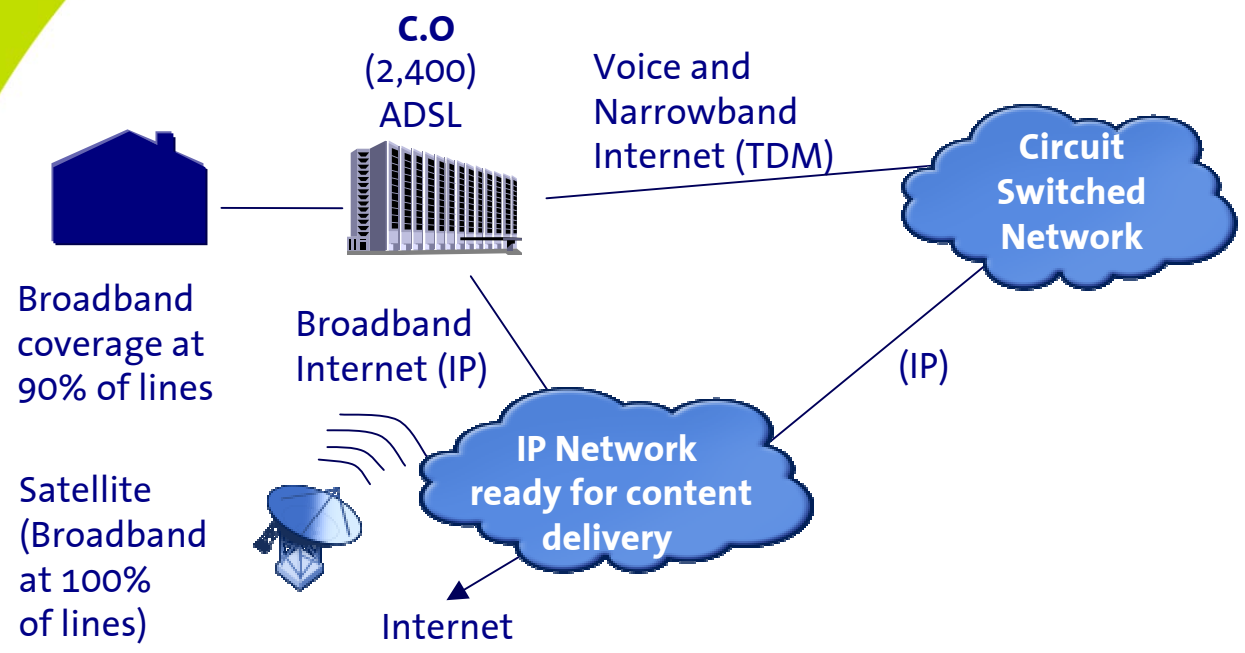 C.O
(2,400)
ADSL
Voice and
Narrowband
Internet (TDM)
Circuit
Switched
Network
Broadband
coverage at
90% of lines
Broadband
Internet (IP)
(IP)
IP Network
ready for content
delivery
Satellite
(Broadband
at 100%
of lines)
Internet